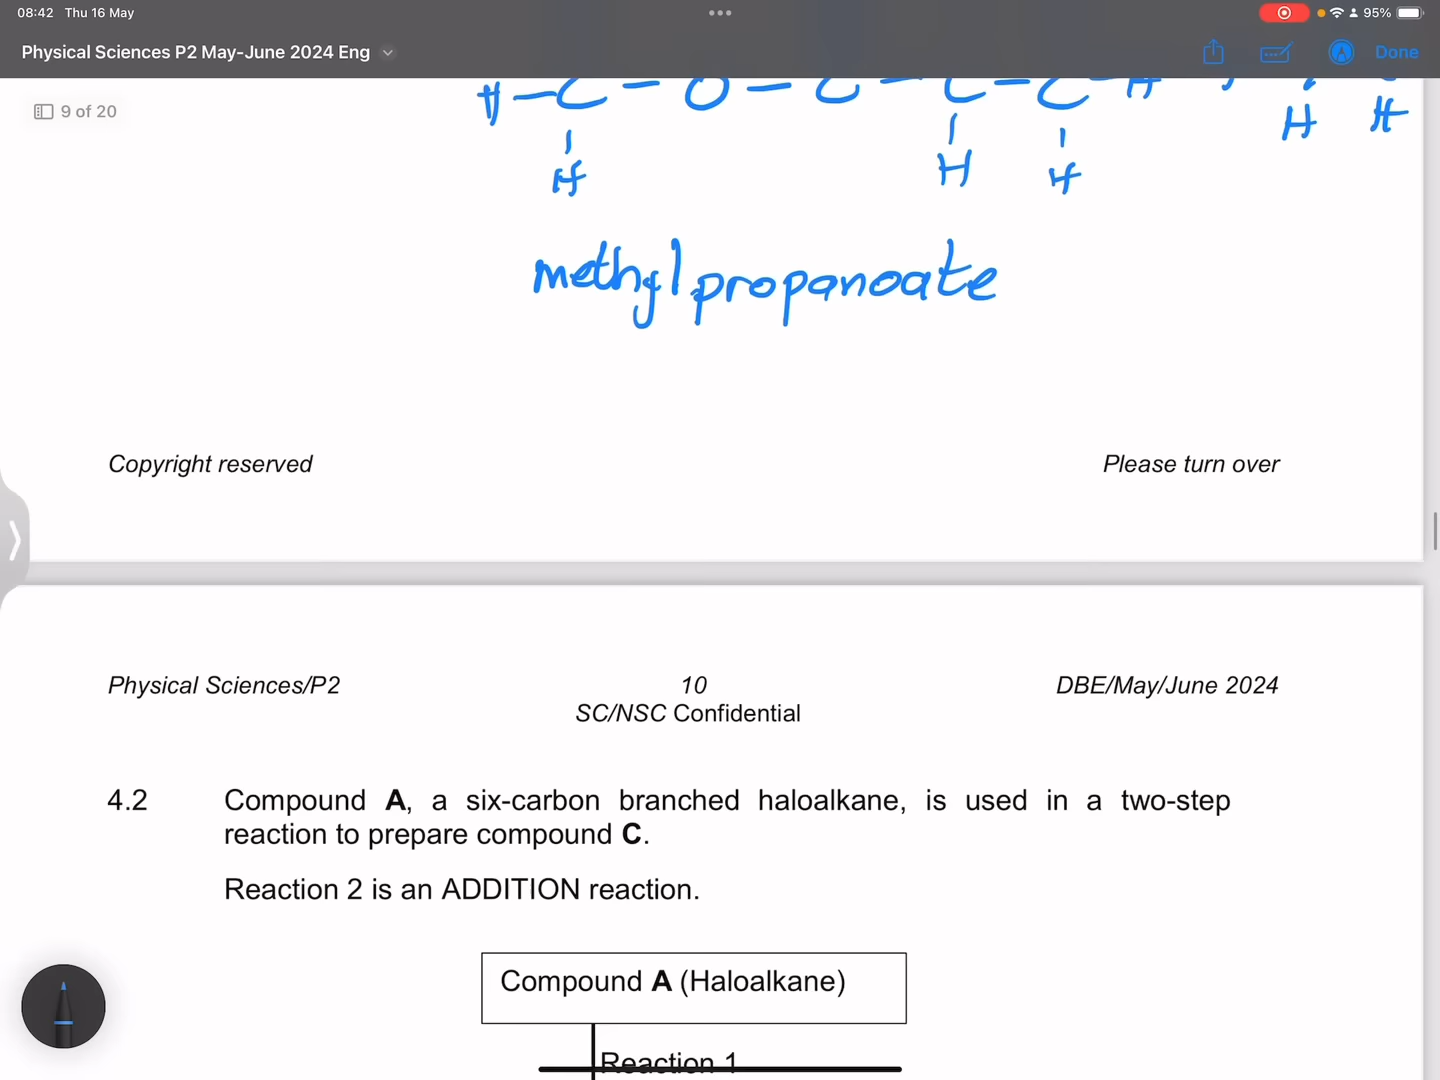 08:42 Thu 16 May
95%
Physical Sciences P2 May-June 2024 Eng
Done
9 of 20
H-C-O-C-C-C-H
H H
H H H
methyl propanoate
Copyright reserved
Please turn over
Physical Sciences/P2
10
DBE/May/June 2024
SC/NSC Confidential
4.2 Compound A, a six-carbon branched haloalkane, is used in a two-step
reaction to prepare compound C.
Reaction 2 is an ADDITION reaction.
Compound A (Haloalkane)
Reaction 1